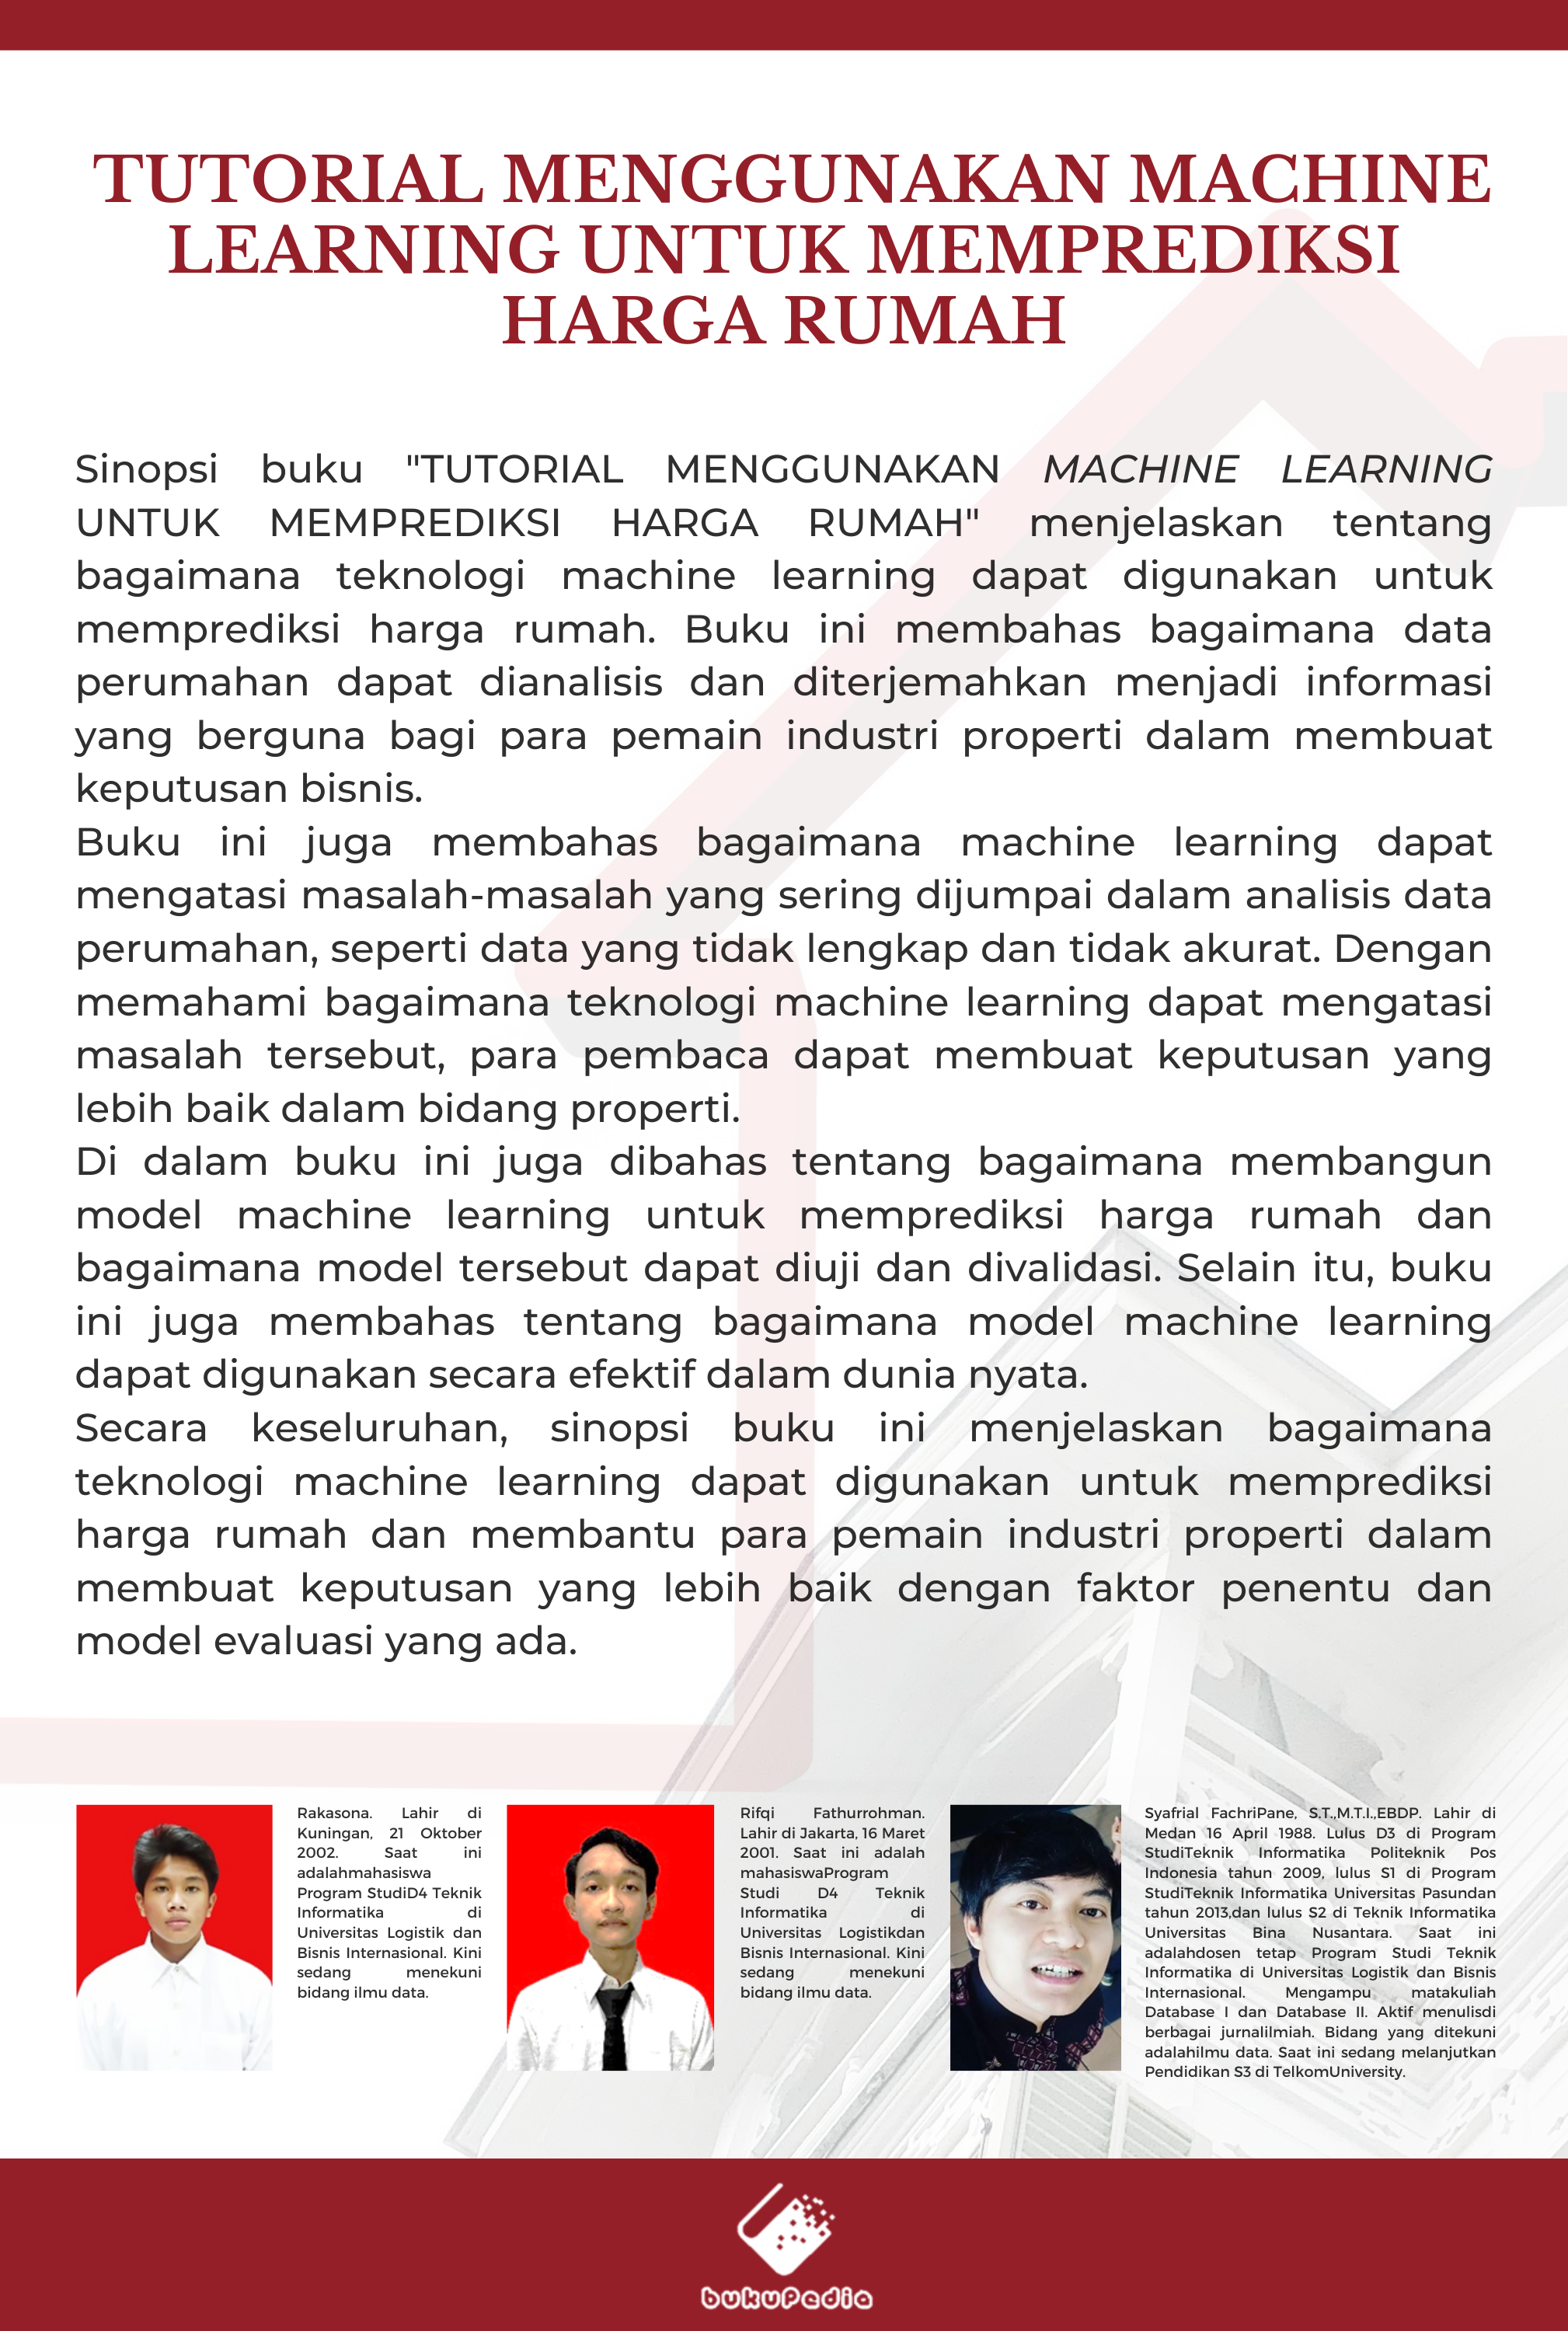 TUTORIAL MENGGUNAKAN MACHINE
LEARNING UNTUK MEMPREDIKSI
HARGA RUMAH
Sinopsi buku "TUTORIAL MENGGUNAKAN MACHINE LEARNING
UNTUK MEMPREDIKSI HARGA RUMAH" menjelaskan tentang
bagaimana teknologi machine learning dapat digunakan untuk
memprediksi harga rumah. Buku ini membahas bagaimana data
perumahan dapat dianalisis dan diterjemahkan menjadi informasi
yang berguna bagi para pemain industri properti dalam membuat
keputusan bisnis.
Buku ini juga membahas bagaimana machine learning dapat
mengatasi masalah-masalah yang sering dijumpai dalam analisis data
perumahan, seperti data yang tidak lengkap dan tidak akurat. Dengan
memahami bagaimana teknologi machine learning dapat mengatasi
masalah tersebut, para pembaca dapat membuat keputusan yang
lebih baik dalam bidang properti.
Di dalam buku ini juga dibahas tentang bagaimana membangun
model machine learning untuk memprediksi harga rumah dan
bagaimana model tersebut dapat diuji dan divalidasi. Selain itu, buku
ini juga membahas tentang bagaimana model machine learning
dapat digunakan secara efektif dalam dunia nyata.
Secara keseluruhan, sinopsi buku ini menjelaskan bagaimana
teknologi machine learning dapat digunakan untuk memprediksi
harga rumah dan membantu para pemain industri properti dalam
membuat keputusan yang lebih baik dengan faktor penentu dan
model evaluasi yang ada.
Rakasona. Lahir di
Kuningan, 21 Oktober
2002. Saat ini
adalahmahasiswa
Program StudiD4 Teknik
Informatika di
Universitas Logistik dan
Bisnis Internasional. Kini
sedang menekuni
bidang ilmu data.
Rifqi Fathurrohman.
Lahir di Jakarta, 16 Maret
2001. Saat ini adalah
mahasiswaProgram
Studi D4 Teknik
Informatika di
Universitas Logistikdan
Bisnis Internasional. Kini
sedang menekuni
bidang ilmu data.
Syafrial FachriPane, S.T.,M.T.I.,EBDP. Lahir di
Medan 16 April 1988. Lulus D3 di Program
StudiTeknik Informatika Politeknik Pos
Indonesia tahun 2009, lulus S1 di Program
StudiTeknik Informatika Universitas Pasundan
tahun 2013,dan lulus S2 di Teknik Informatika
Universitas Bina Nusantara. Saat ini
adalahdosen tetap Program Studi Teknik
Informatika di Universitas Logistik dan Bisnis
Internasional. Mengampu matakuliah
Database I dan Database II. Aktif menulisdi
berbagai jurnalilmiah. Bidang yang ditekuni
adalahilmu data. Saat ini sedang melanjutkan
Pendidikan S3 di TelkomUniversity.
bukuPedia